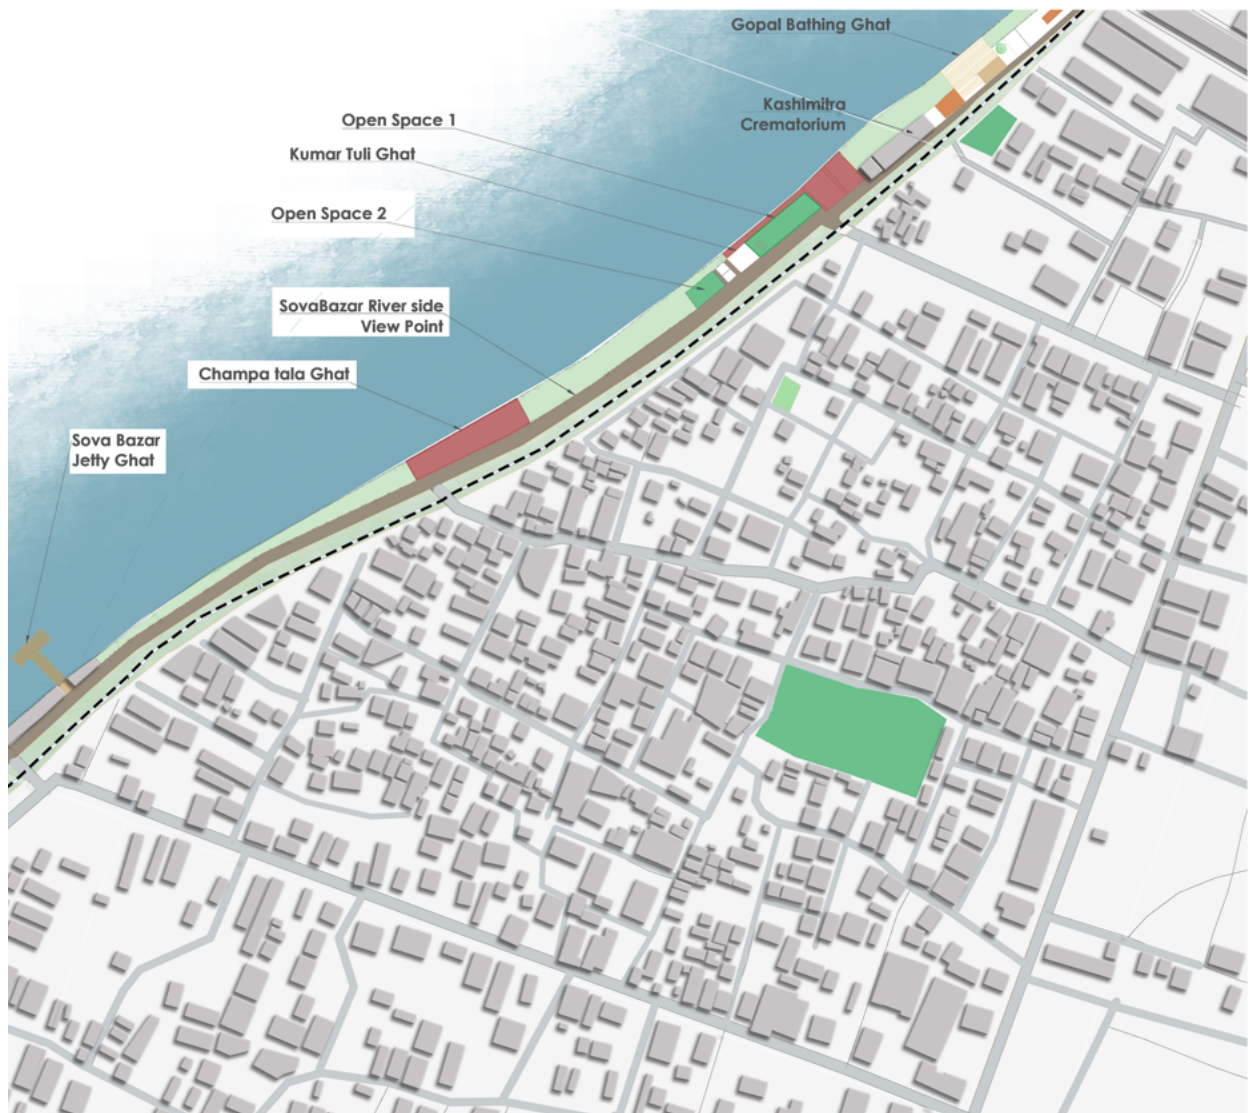 Gopal Bathing Ghat
Kashimitra
Crematorium
Open Space 1
Kumar Tuli Ghat
Open Space 2
SovaBazar River side
View Point
Champa tala Ghat
Sova Bazar
Jetty Ghat